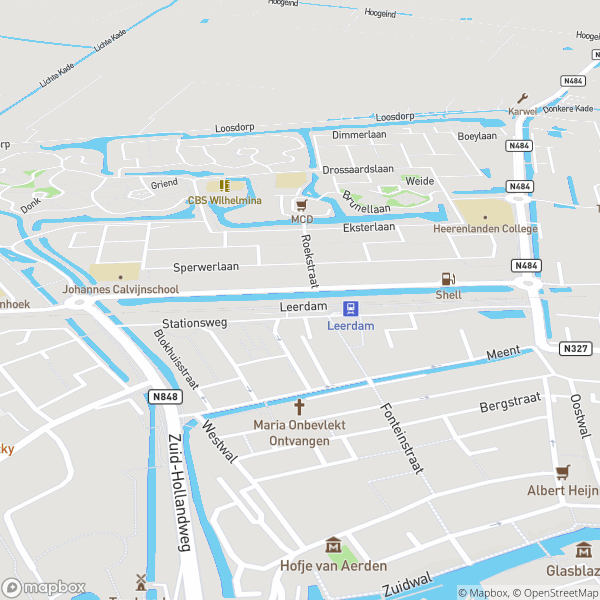 Hoogeind
Hoogeind
Lichte Kade
Lichte Kade
N484
Karwei
Donkere Kade
Loosdorp
Loosdorp
Dimmerlaan
Boeylaan
N484
Drossaardslaan
Weide
Griend
CBS Wilhelmina
N484
Donk
Brunellaan
MCD
Eksterlaan
Heerenlanden College
Roekstraat
Sperwerlaan
N484
Johannes Calvijnschool
Shell
Leerdam
Stationsweg
Leerdam
Blokhuisstraat
N327
Meent
N848
Bergstraat
Oostwal
Maria Onbevlekt
Ontvangen
Westwal
Fonteinstraat
Zuid-Hollandweg
Albert Heijn
Hofje van Aerden
Zuidwal
mapbox
© Mapbox, © OpenStreetMap